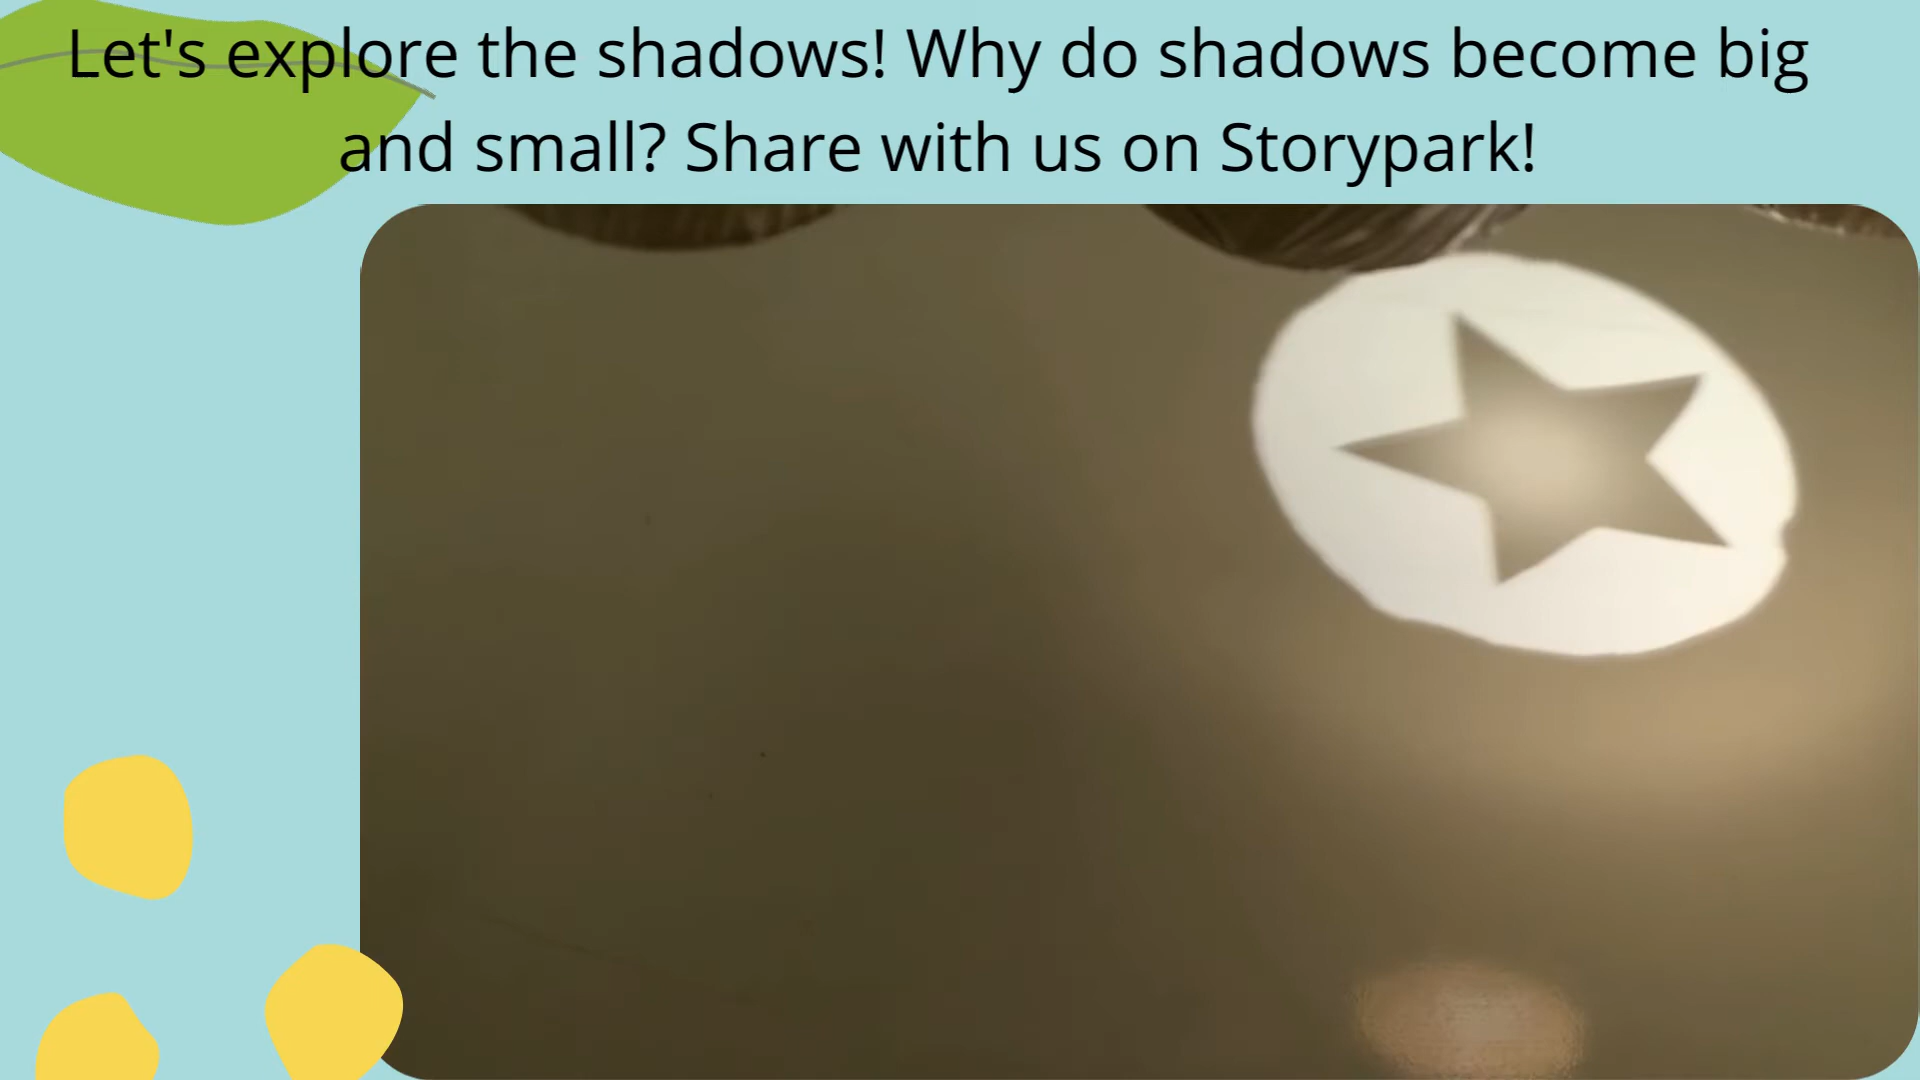 Let's explore the shadows! Why do shadows become big
and small? Share with us on Storypark!